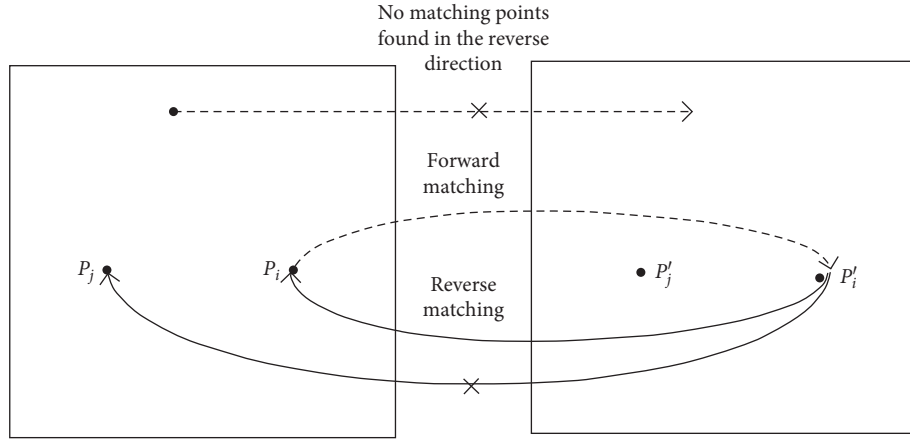 No matching points
found in the reverse
direction
Forward
matching
P_j
P_i
P'_j
P'_i
Reverse
matching